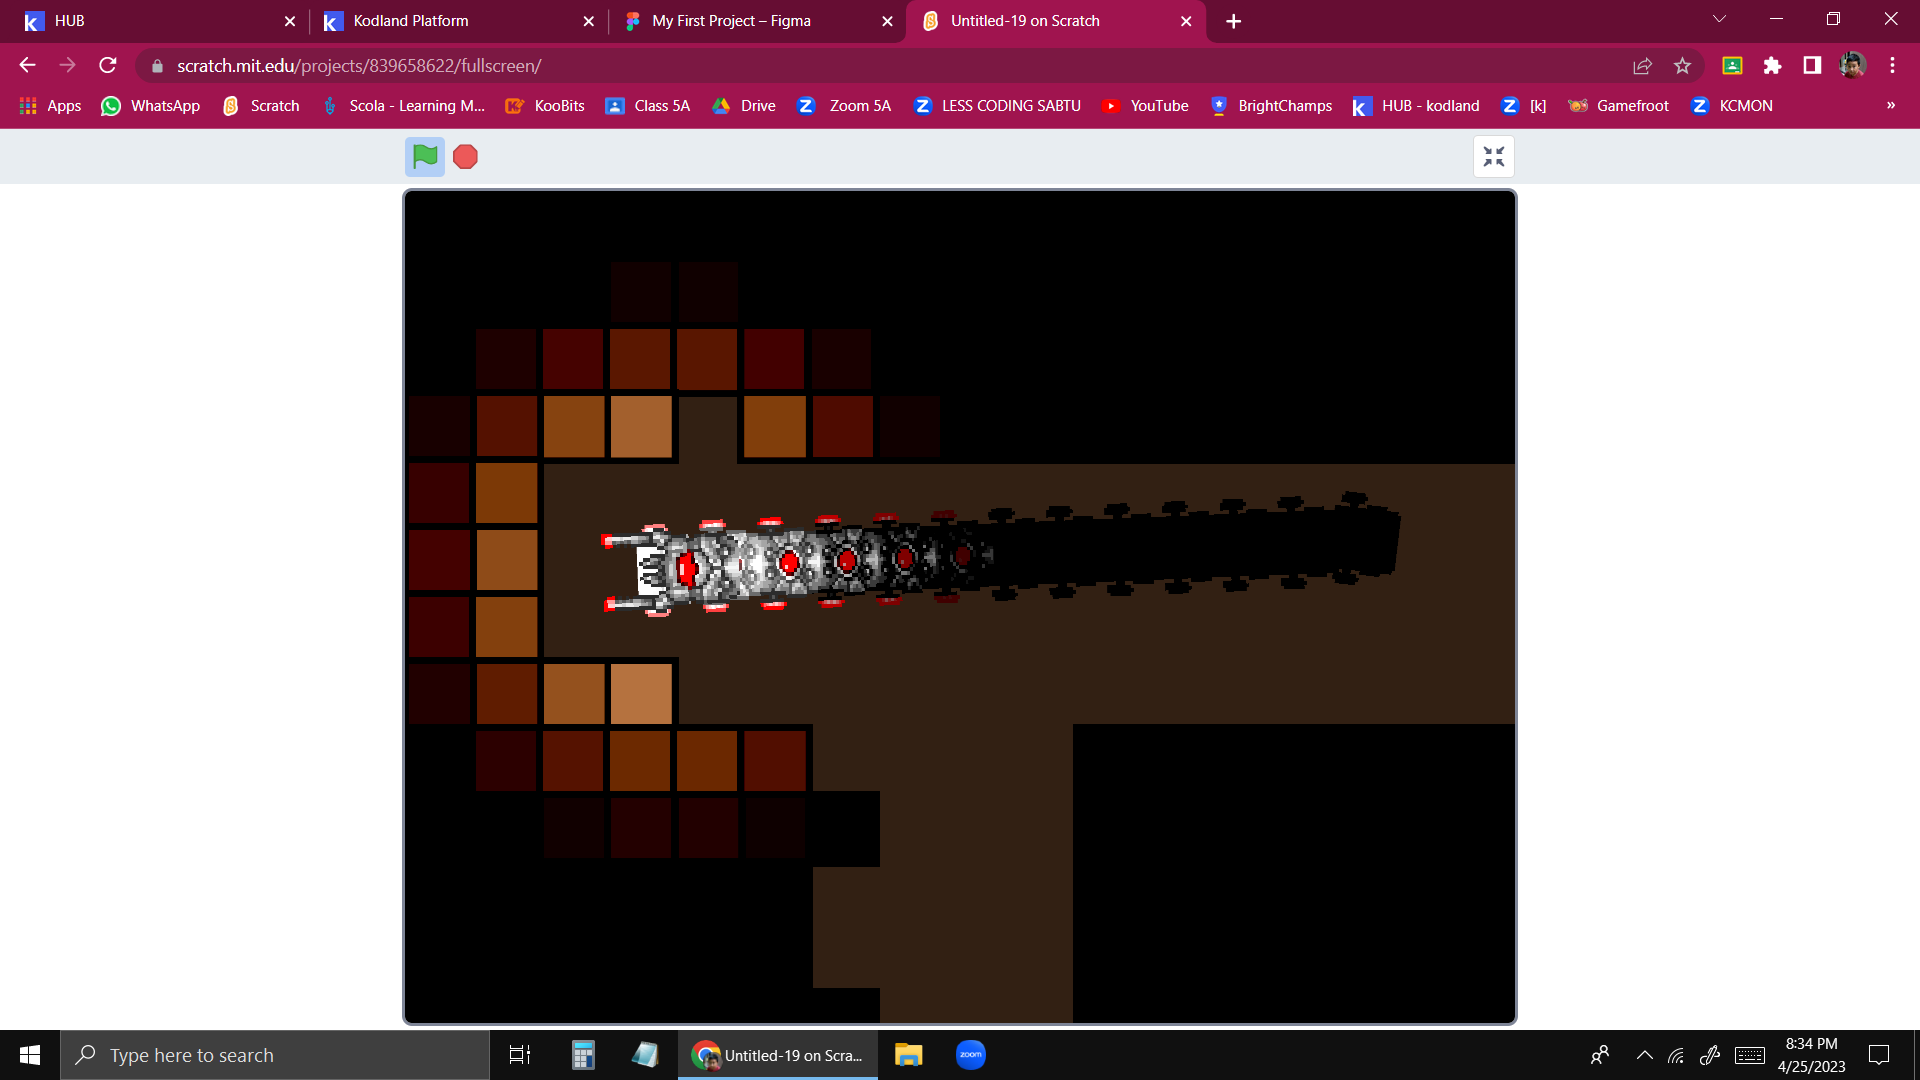 HUB
Kodland Platform
My First Project – Figma
Untitled-19 on Scratch
scratch.mit.edu/projects/839658622/fullscreen/
Apps
WhatsApp
Scratch
Scola - Learning M...
KooBits
Class 5A
Drive
Zoom 5A
LESS CODING SABTU
YouTube
BrightChamps
HUB - kodland
[k]
Gamefroot
KCMON
»
Type here to search
Untitled-19 on Scra...
zoom
8:34 PM
4/25/2023